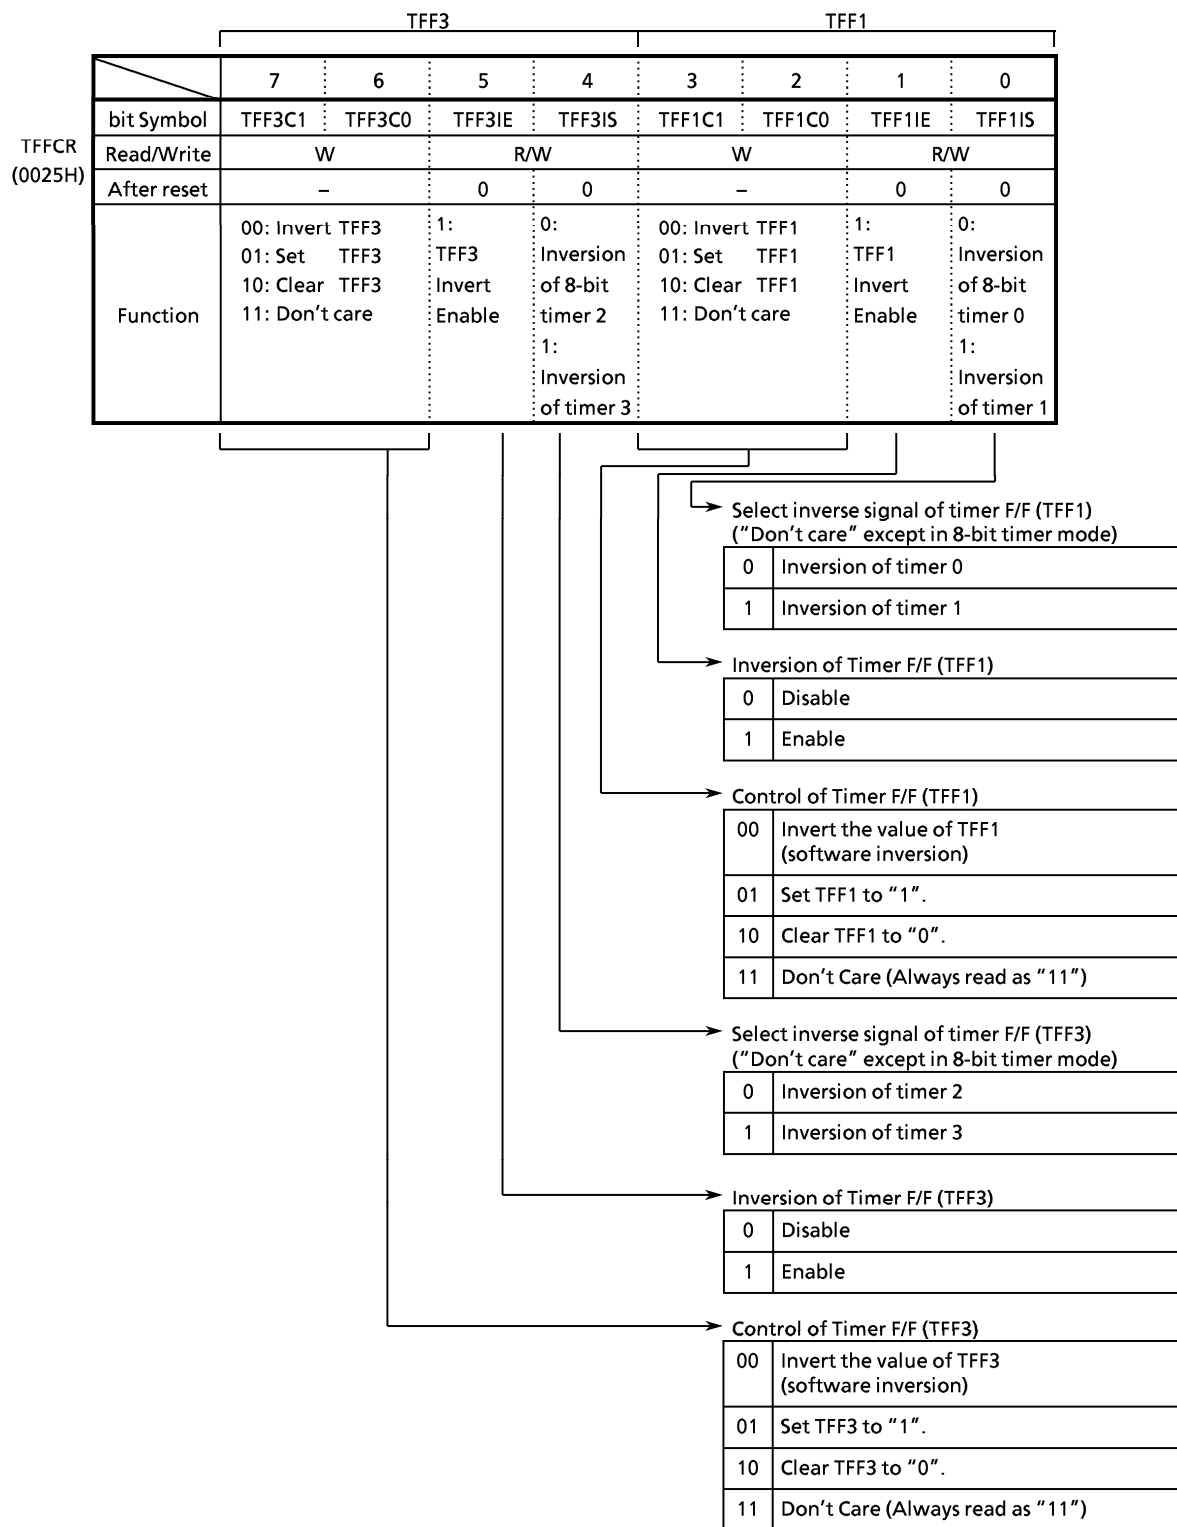 TFF3 TFF1
7 6 5 4 3 2 1 0
bit Symbol TFF3C1 TFF3C0 TFF3IE TFF3IS TFF1C1 TFF1C0 TFF1IE TFF1IS
TFFCR
(0025H)
Read/Write W R/W W R/W
After reset – 0 0 – 0 0
Function
00: Invert TFF3
01: Set TFF3
10: Clear TFF3
11: Don't care
1:
TFF3
Invert
Enable
0:
Inversion
of 8-bit
timer 2
1:
Inversion
of timer 3
00: Invert TFF1
01: Set TFF1
10: Clear TFF1
11: Don't care
1:
TFF1
Invert
Enable
0:
Inversion
of 8-bit
timer 0
1:
Inversion
of timer 1
Select inverse signal of timer F/F (TFF1)
("Don't care" except in 8-bit timer mode)
0 Inversion of timer 0
1 Inversion of timer 1
Inversion of Timer F/F (TFF1)
0 Disable
1 Enable
Control of Timer F/F (TFF1)
00 Invert the value of TFF1
(software inversion)
01 Set TFF1 to "1".
10 Clear TFF1 to "0".
11 Don't Care (Always read as "11")
Select inverse signal of timer F/F (TFF3)
("Don't care" except in 8-bit timer mode)
0 Inversion of timer 2
1 Inversion of timer 3
Inversion of Timer F/F (TFF3)
0 Disable
1 Enable
Control of Timer F/F (TFF3)
00 Invert the value of TFF3
(software inversion)
01 Set TFF3 to "1".
10 Clear TFF3 to "0".
11 Don't Care (Always read as "11")